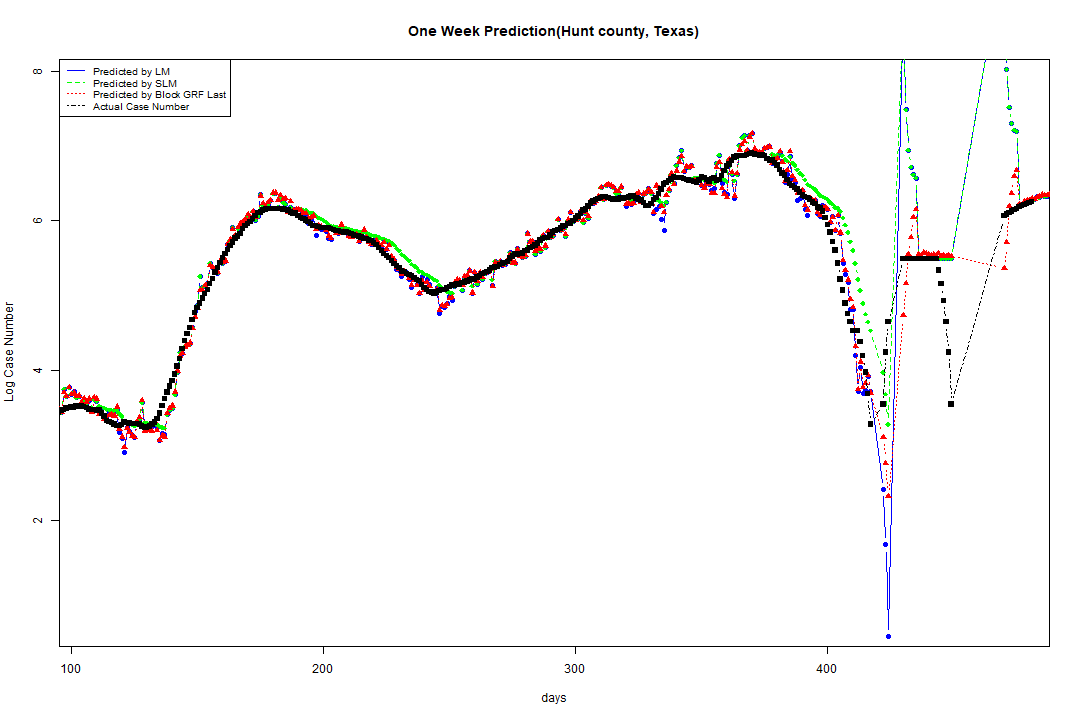 One Week Prediction(Hunt county, Texas)
Predicted by LM
Predicted by SLM
Predicted by Block GRF Last
Actual Case Number
8
6
4
2
Log Case Number
100
200
300
400
days